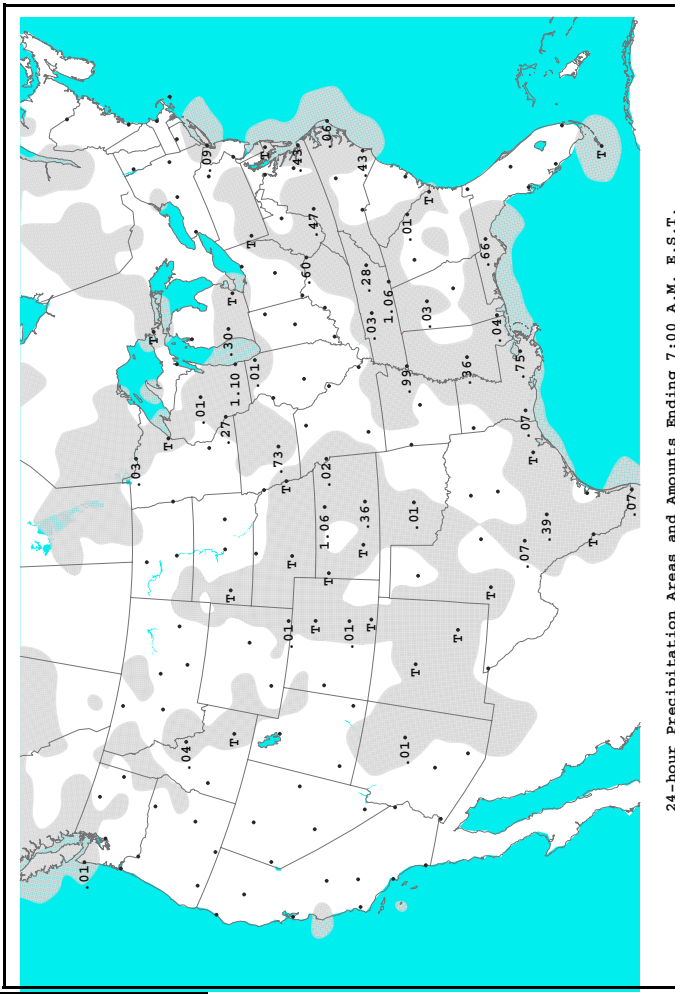 .01
.03
T
T
.04
.01
.09
.27
.30
T
T
T
1.10
T
.01
T
.73
T
.01
T
.43
.60
.47
T
1.06
.02
.06
T
.01
.43
T
.36
.28
.03
T
1.06
.01
.99
.01
.01
T
.03
T
T
.36
.66
T
.04
.75
.07
.07
T
.39
T
T
.07
24-hour Precipitation Areas and Amounts Ending 7:00 A.M. E.S.T.